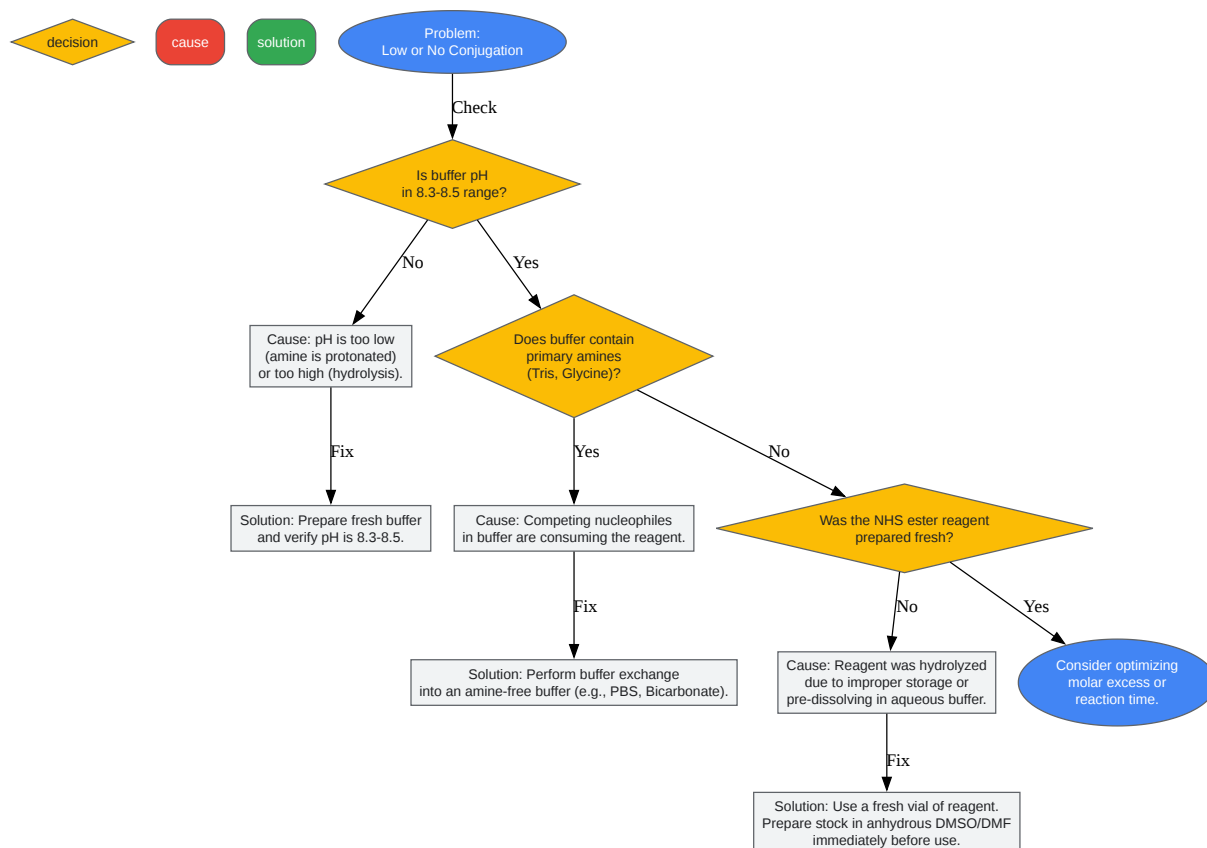 decision
cause
solution
Problem:
Low or No Conjugation
Check
Is buffer pH
in 8.3-8.5 range?
No
Yes
Cause: pH is too low
(amine is protonated)
or too high (hydrolysis).
Does buffer contain
primary amines
(Tris, Glycine)?
Fix
Yes
No
Solution: Prepare fresh buffer
and verify pH is 8.3-8.5.
Cause: Competing nucleophiles
in buffer are consuming the reagent.
Was the NHS ester reagent
prepared fresh?
Fix
No
Yes
Solution: Perform buffer exchange
into an amine-free buffer (e.g., PBS, Bicarbonate).
Cause: Reagent was hydrolyzed
due to improper storage or
pre-dissolving in aqueous buffer.
Consider optimizing
molar excess or
reaction time.
Fix
Solution: Use a fresh vial of reagent.
Prepare stock in anhydrous DMSO/DMF
immediately before use.